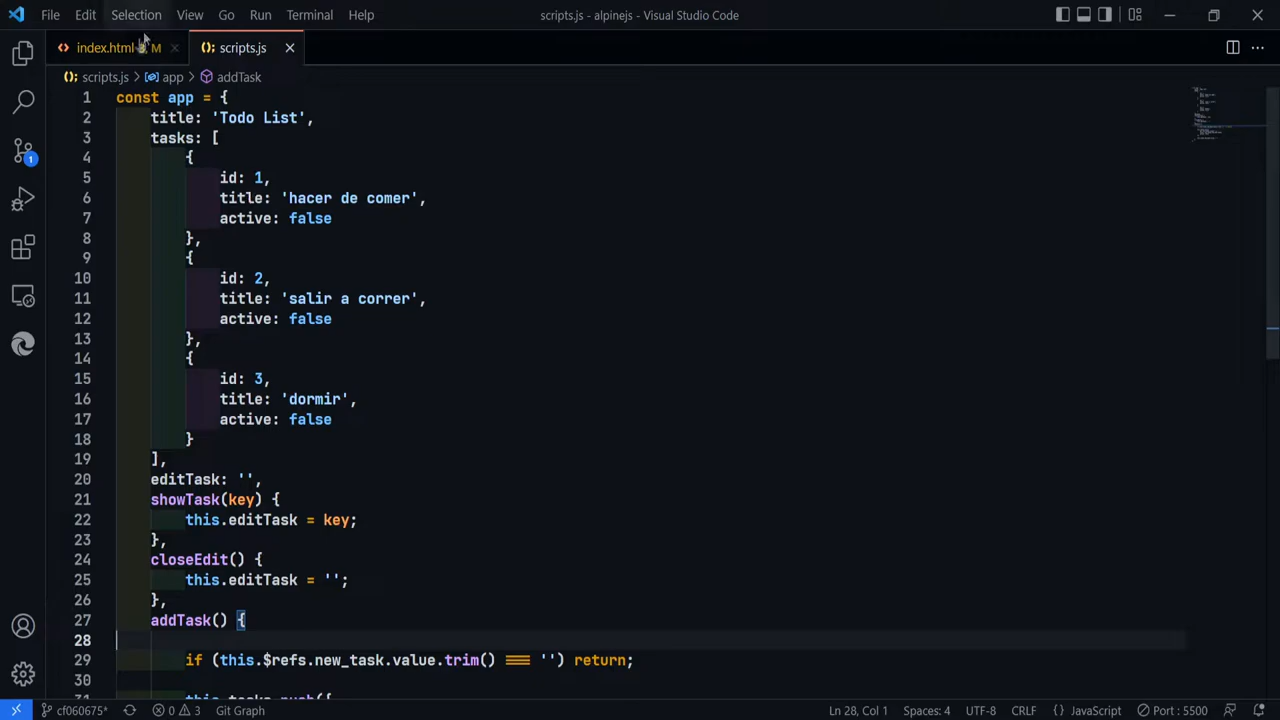 File Edit Selection View Go Run Terminal Help scripts.js - alpinejs - Visual Studio Code
index.html 3, M scripts.js
scripts.js > app > addTask
1 const app = {
2 title: 'Todo List',
3 tasks: [
4 {
5 id: 1,
6 title: 'hacer de comer',
7 active: false
8 },
9 {
10 id: 2,
11 title: 'salir a correr',
12 active: false
13 },
14 {
15 id: 3,
16 title: 'dormir',
17 active: false
18 }
19 ],
20 editTask: '',
21 showTask(key) {
22 this.editTask = key;
23 },
24 closeEdit() {
25 this.editTask = '';
26 },
27 addTask() {
28
29 if (this.$refs.new_task.value.trim() === '') return;
30
31 this.tasks.push({
1
cf060675* 0 3 Git Graph Ln 28, Col 1 Spaces: 4 UTF-8 CRLF {} JavaScript Port : 5500